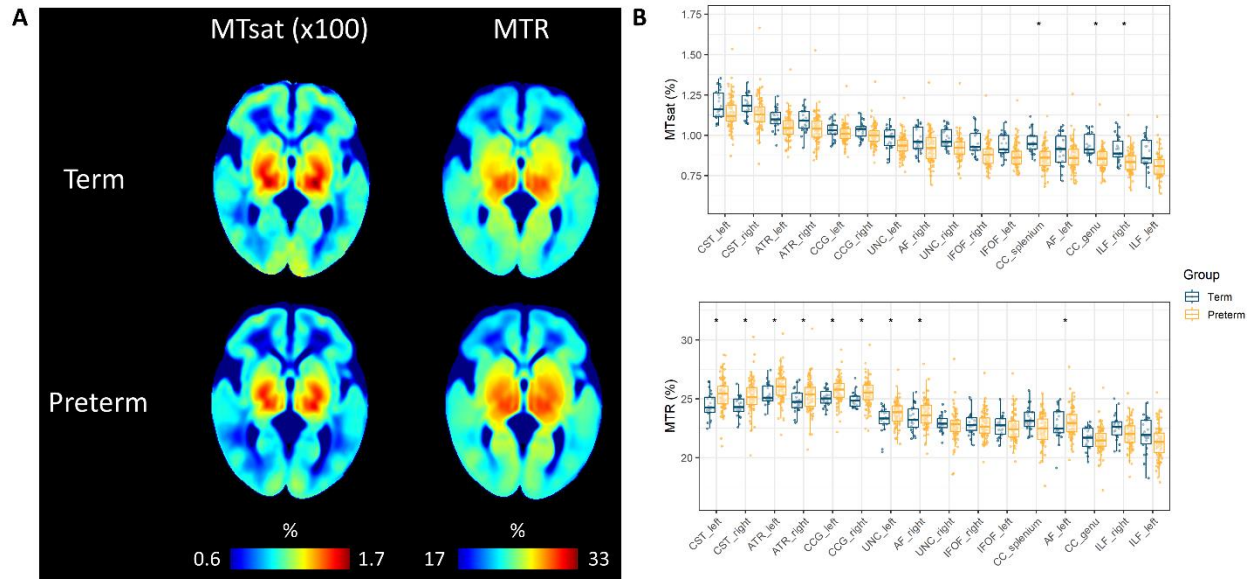 A
MTsat (x100)
MTR
Term
Preterm
%
%
0.6
1.7
17
33
B
MTsat (%)
1.75
1.50
1.25
1.00
0.75
* * *
CST_left
CST_right
ATR_left
ATR_right
CCG_left
CCG_right
UNC_left
AF_right
UNC_right
IFOF_right
IFOF_left
CC_splenium
AF_left
CC_genu
ILF_right
ILF_left
Group
Term
Preterm
MTR (%)
30
25
20
* * * * * * * * *
CST_left
CST_right
ATR_left
ATR_right
CCG_left
CCG_right
UNC_left
AF_right
UNC_right
IFOF_right
IFOF_left
CC_splenium
AF_left
CC_genu
ILF_right
ILF_left